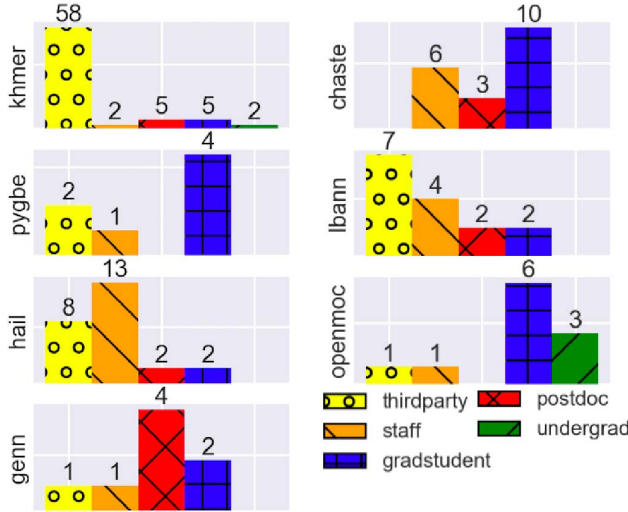 khmer
58
2
5
5
2
chaste
6
3
10
pygbe
2
1
4
lbann
7
4
2
2
hail
8
13
2
2
openmoc
1
1
6
3
genn
1
1
4
2
thirdparty
postdoc
staff
undergrad
gradstudent